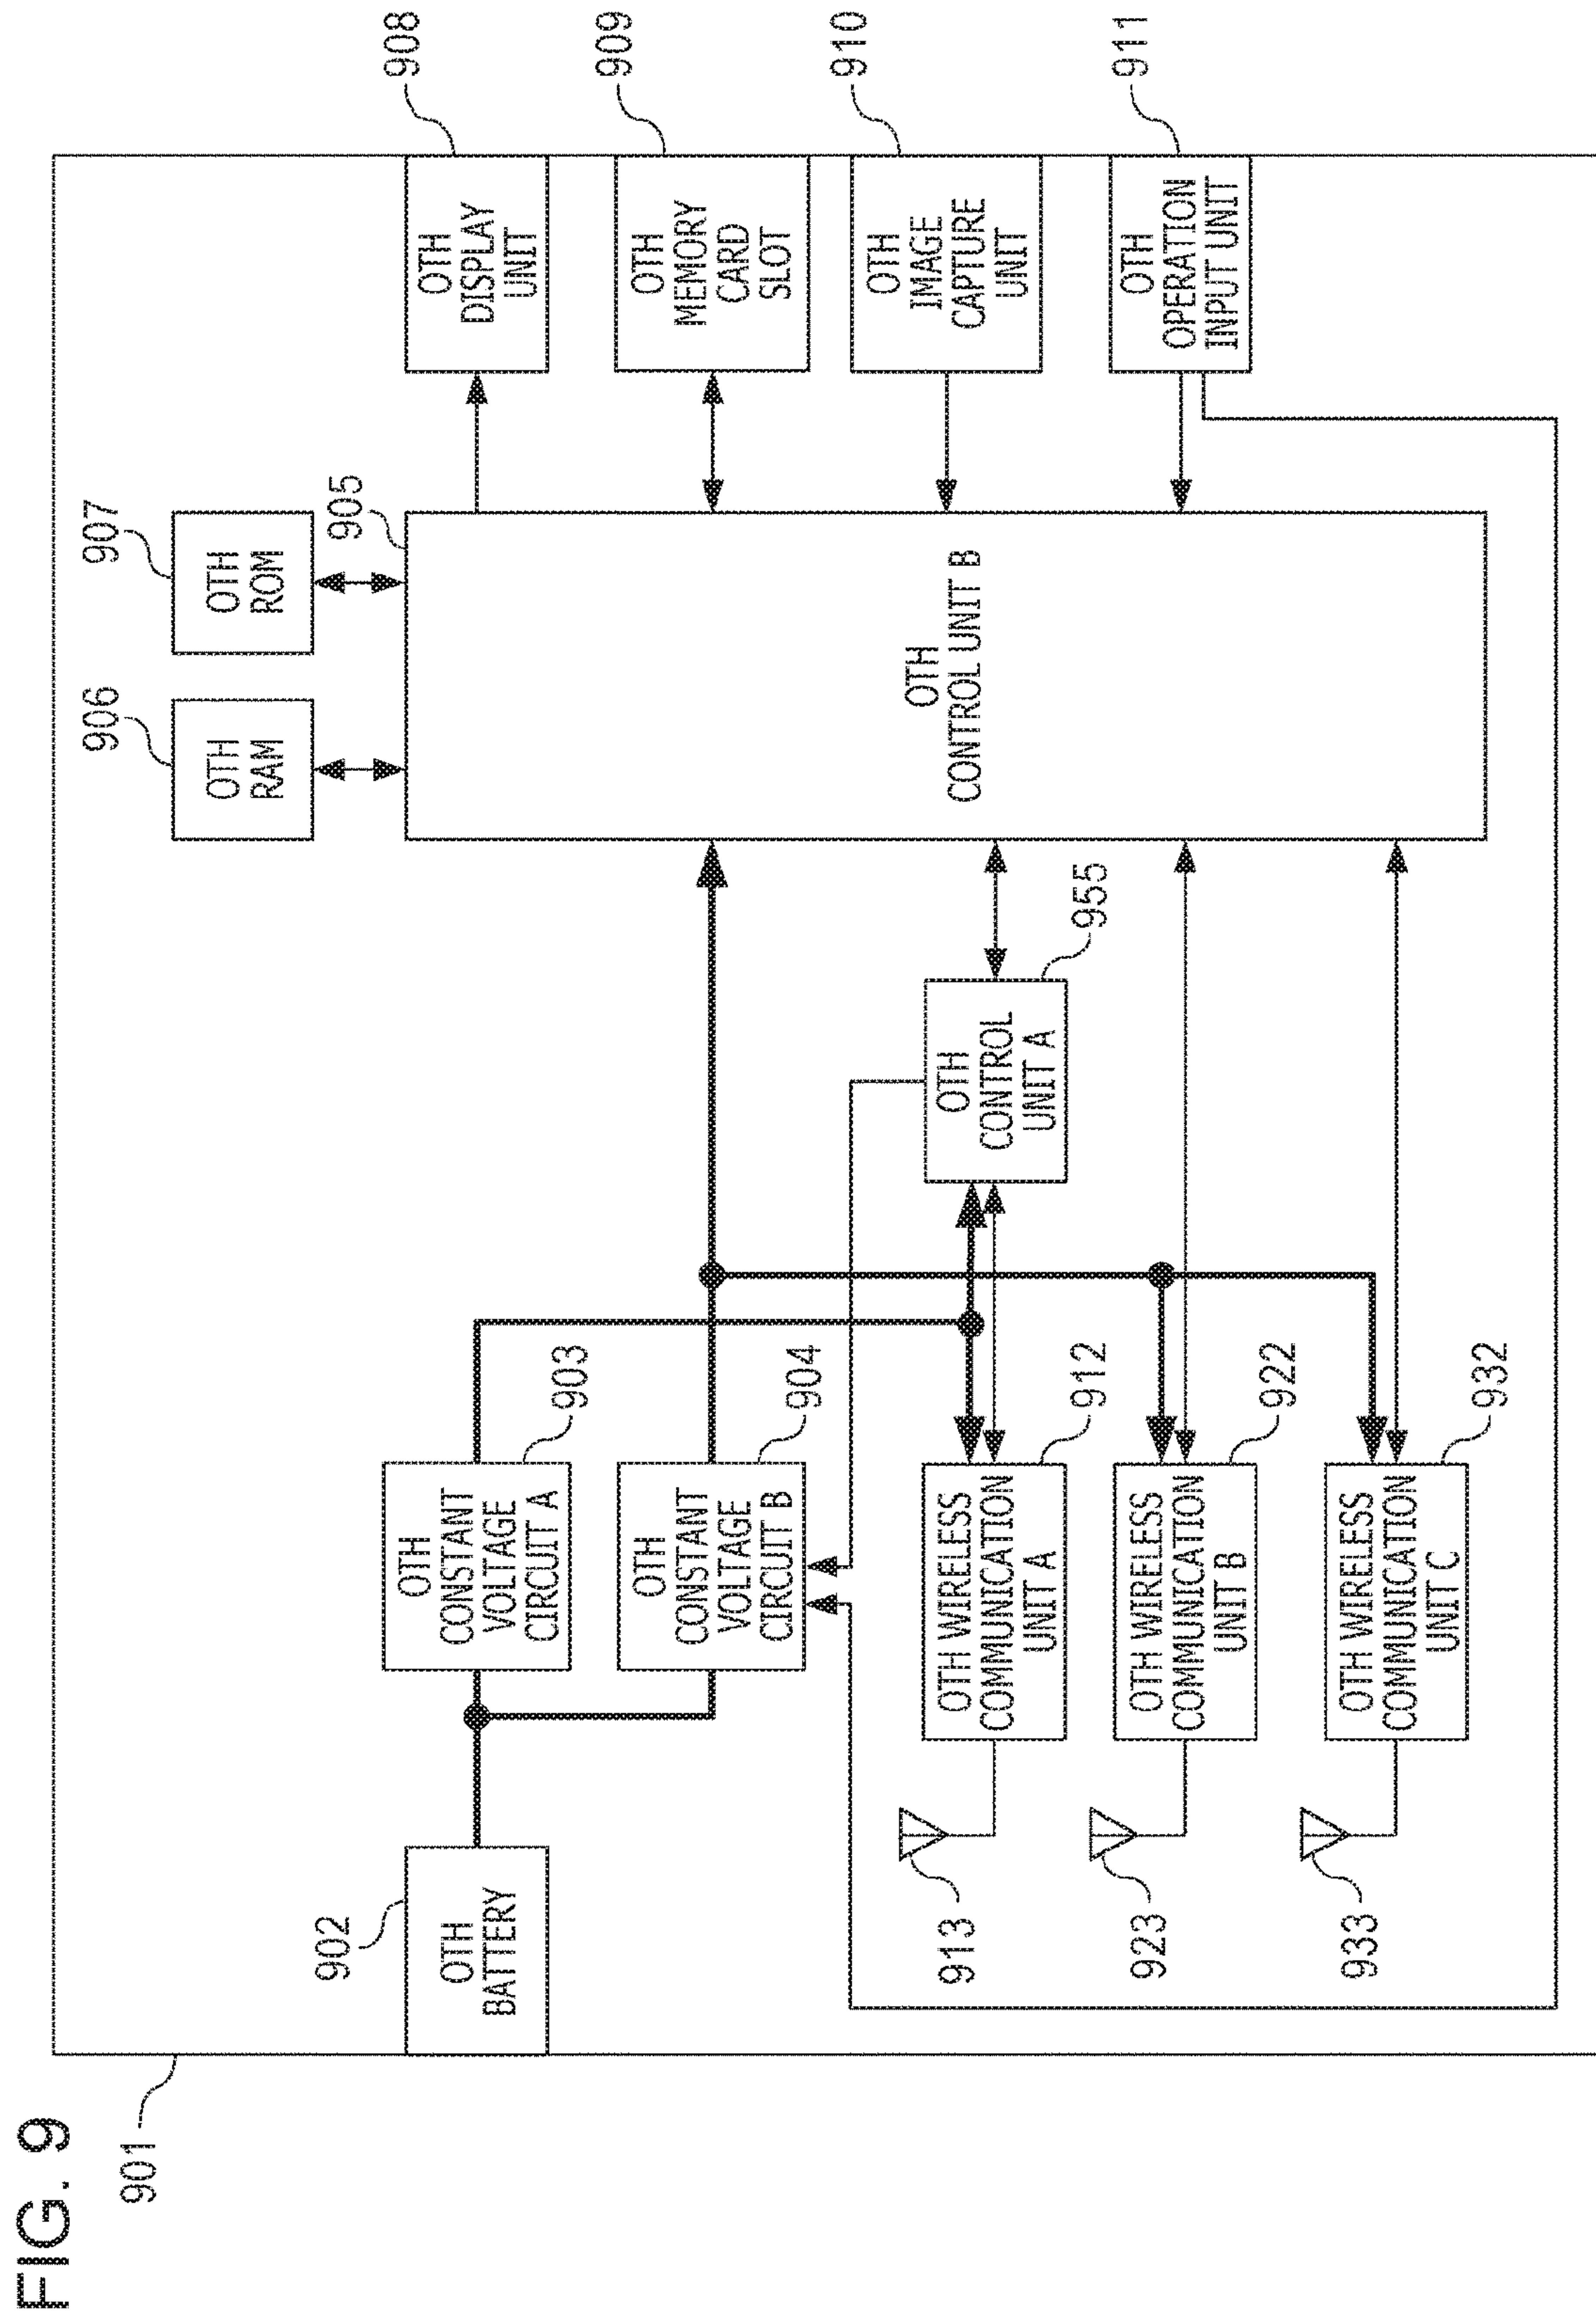 FIG. 9
901
902
OTH
BATTERY
OTH
CONSTANT
VOLTAGE
CIRCUIT A
903
OTH
CONSTANT
VOLTAGE
CIRCUIT B
904
913
OTH WIRELESS
COMMUNICATION
UNIT A
912
923
OTH WIRELESS
COMMUNICATION
UNIT B
922
933
OTH WIRELESS
COMMUNICATION
UNIT C
932
OTH
CONTROL
UNIT A
955
906
OTH
RAM
907
OTH
ROM
905
OTH
CONTROL UNIT B
OTH
DISPLAY
UNIT
908
OTH
MEMORY
CARD
SLOT
909
OTH
IMAGE
CAPTURE
UNIT
910
OTH
OPERATION
INPUT UNIT
911